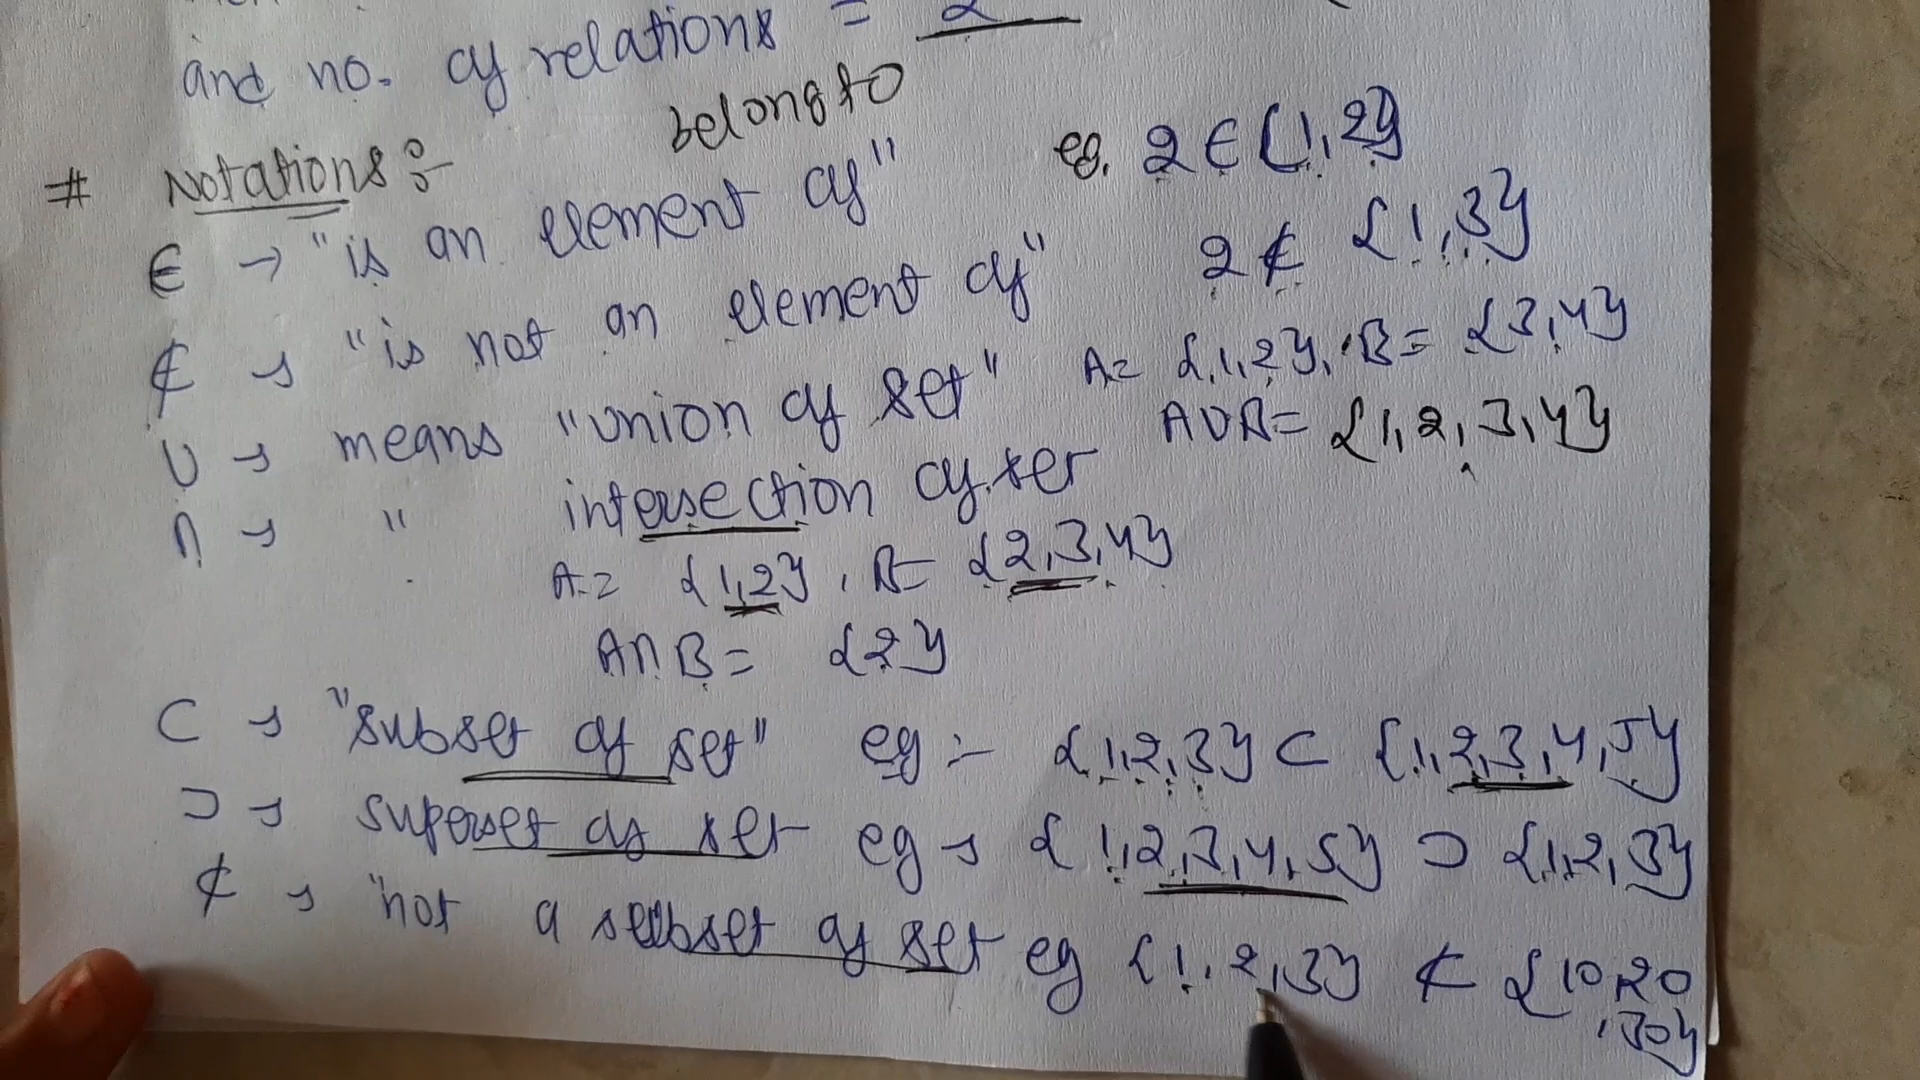 and no. of relations = 2
belong to
# Notations :-
∈ → "is an element of" eg. 2 ∈ {1,2}
∉ → "is not an element of" 2 ∉ {1,3}
∪ → means "union of set" A = {1,2}, B = {3,4}
A∪B = {1,2,3,4}
∩ → " intersection of set
A = {1,2}, B = {2,3,4}
A∩B = {2}
⊂ → "subset of set" eg :- {1,2,3} ⊂ {1,2,3,4,5}
⊃ → superset of set eg → {1,2,3,4,5} ⊃ {1,2,3}
⊄ → "not a subset of set eg {1,2,3} ⊄ {10,20
,30}